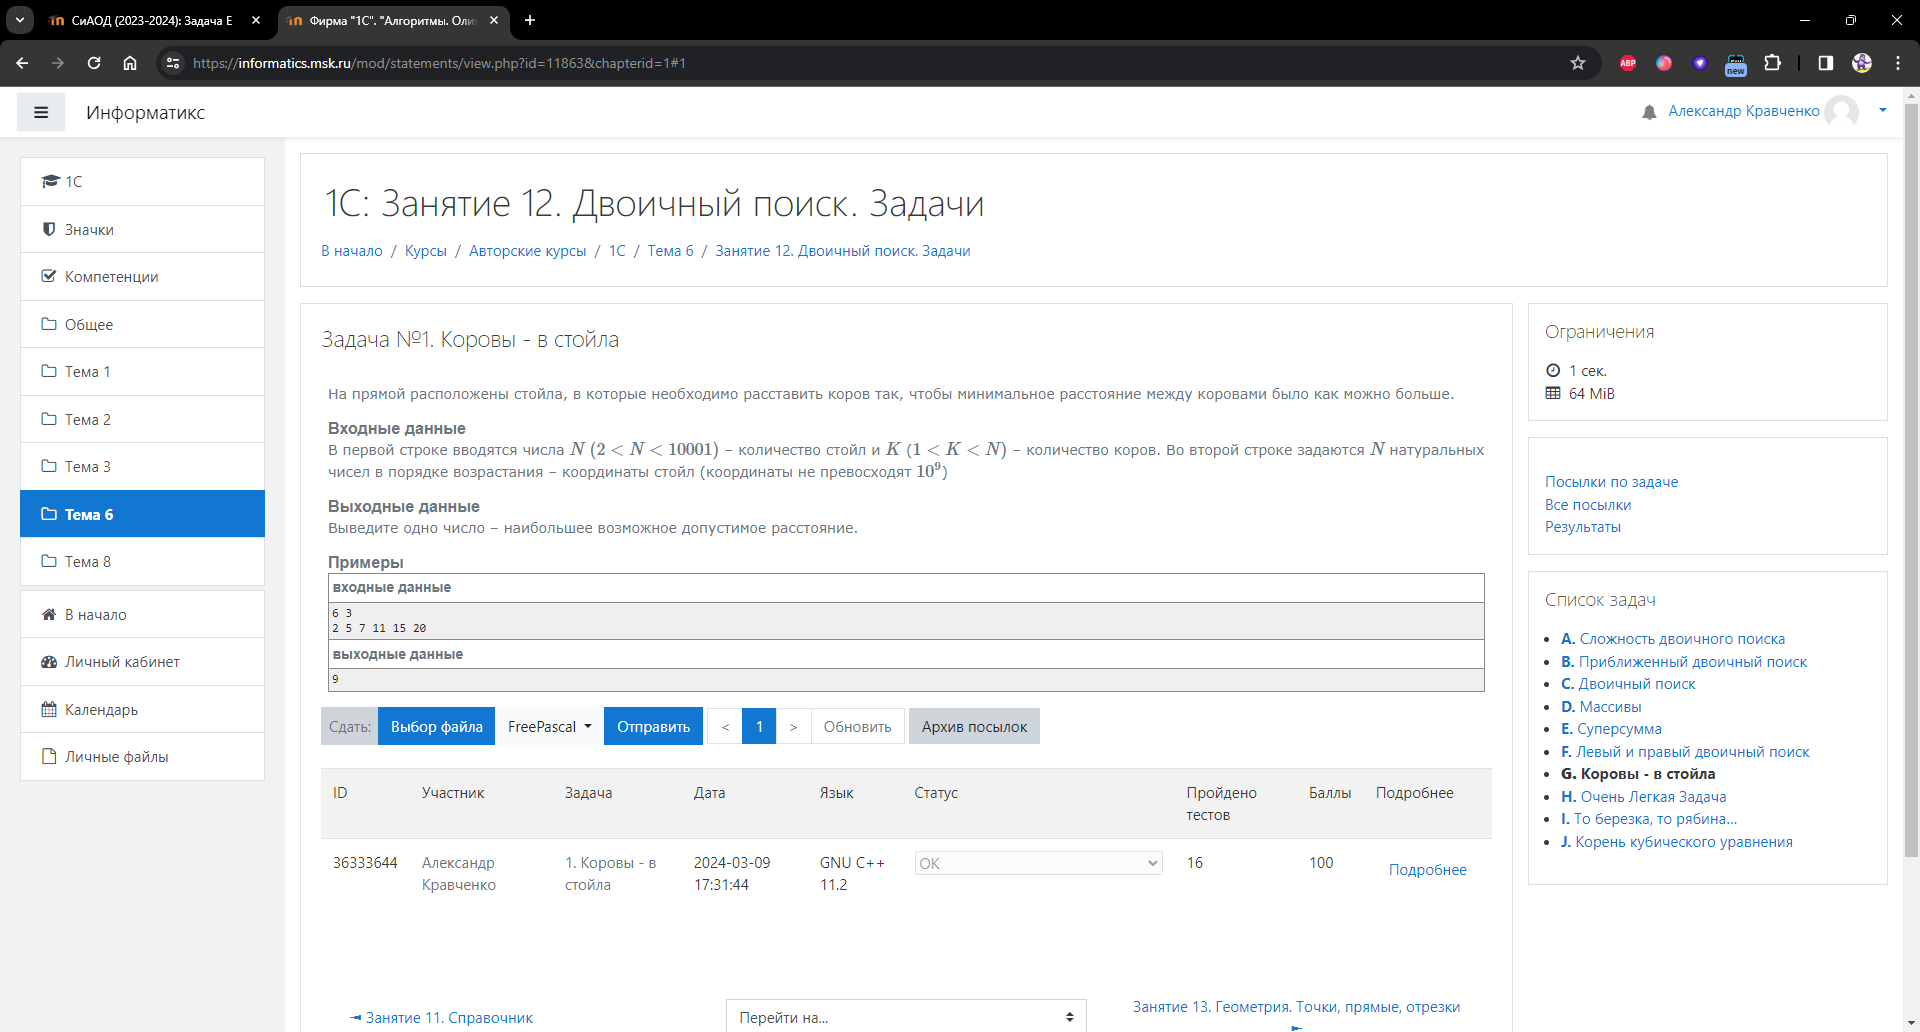 СиАОД (2023-2024): Задача E
Фирма "1С". "Алгоритмы. Оли
https://informatics.msk.ru/mod/statements/view.php?id=11863&chapterid=1#1
ABP
new
Информатикс
Александр Кравченко
1С
Значки
Компетенции
Общее
Тема 1
Тема 2
Тема 3
Тема 6
Тема 8
В начало
Личный кабинет
Календарь
Личные файлы
1С: Занятие 12. Двоичный поиск. Задачи
В начало / Курсы / Авторские курсы / 1С / Тема 6 / Занятие 12. Двоичный поиск. Задачи
Задача №1. Коровы - в стойла
На прямой расположены стойла, в которые необходимо расставить коров так, чтобы минимальное расстояние между коровами было как можно больше.
Входные данные
В первой строке вводятся числа N (2 < N < 10001) – количество стойл и K (1 < K < N) – количество коров. Во второй строке задаются N натуральных
чисел в порядке возрастания – координаты стойл (координаты не превосходят 10⁹)
Выходные данные
Выведите одно число – наибольшее возможное допустимое расстояние.
Примеры
входные данные
6 3
2 5 7 11 15 20
выходные данные
9
Сдать: Выбор файла FreePascal Отправить < 1 > Обновить Архив посылок
ID Участник Задача Дата Язык Статус Пройдено тестов Баллы Подробнее
36333644 Александр Кравченко 1. Коровы - в стойла 2024-03-09 17:31:44 GNU C++ 11.2 OK 16 100 Подробнее
◄ Занятие 11. Справочник
Перейти на...
Занятие 13. Геометрия. Точки, прямые, отрезки
Ограничения
1 сек.
64 MiB
Посылки по задаче
Все посылки
Результаты
Список задач
A. Сложность двоичного поиска
B. Приближенный двоичный поиск
C. Двоичный поиск
D. Массивы
E. Суперсумма
F. Левый и правый двоичный поиск
G. Коровы - в стойла
H. Очень Легкая Задача
I. То березка, то рябина...
J. Корень кубического уравнения